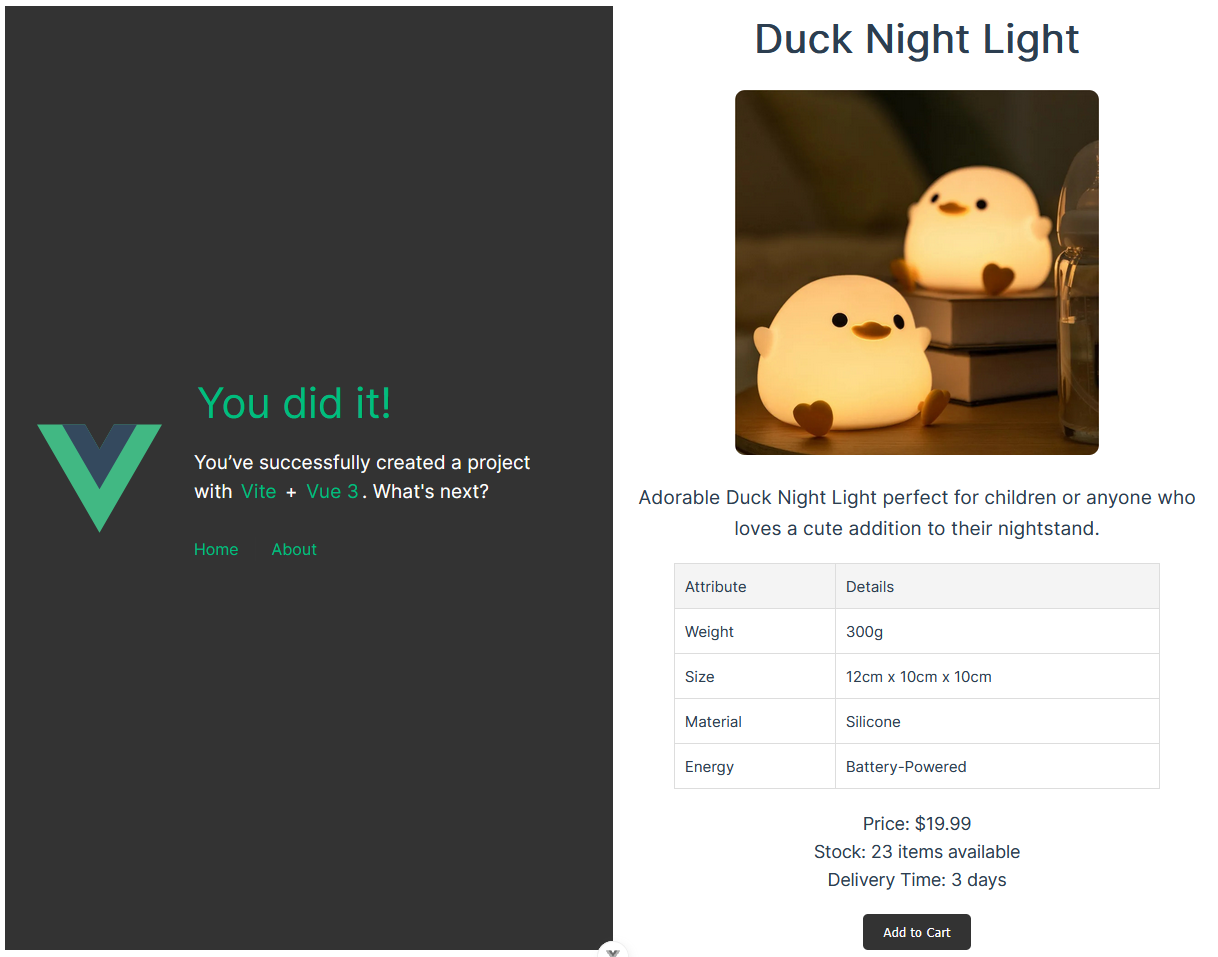 You did it!
You’ve successfully created a project
with Vite + Vue 3. What's next?
Home About
Duck Night Light
Adorable Duck Night Light perfect for children or anyone who
loves a cute addition to their nightstand.
Attribute Details
Weight 300g
Size 12cm x 10cm x 10cm
Material Silicone
Energy Battery-Powered
Price: $19.99
Stock: 23 items available
Delivery Time: 3 days
Add to Cart